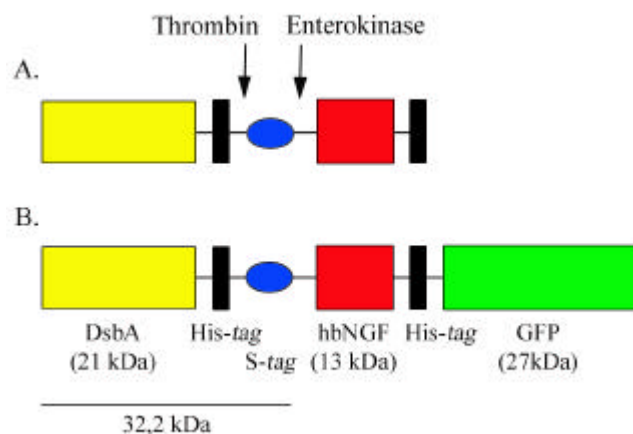 Thrombin Enterokinase
A.
B.
DsbA His-tag hbNGF His-tag GFP
(21 kDa) S-tag (13 kDa) (27kDa)
32,2 kDa